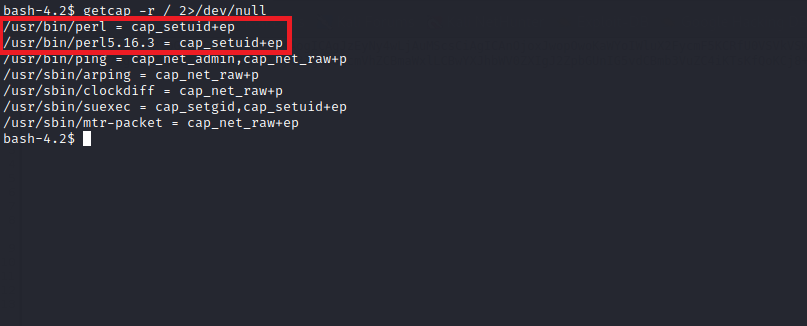 bash-4.2$ getcap -r / 2>/dev/null
/usr/bin/perl = cap_setuid+ep
/usr/bin/perl5.16.3 = cap_setuid+ep
/usr/bin/ping = cap_net_admin,cap_net_raw+p
/usr/sbin/arping = cap_net_raw+p
/usr/sbin/clockdiff = cap_net_raw+p
/usr/sbin/suexec = cap_setgid,cap_setuid+ep
/usr/sbin/mtr-packet = cap_net_raw+ep
bash-4.2$